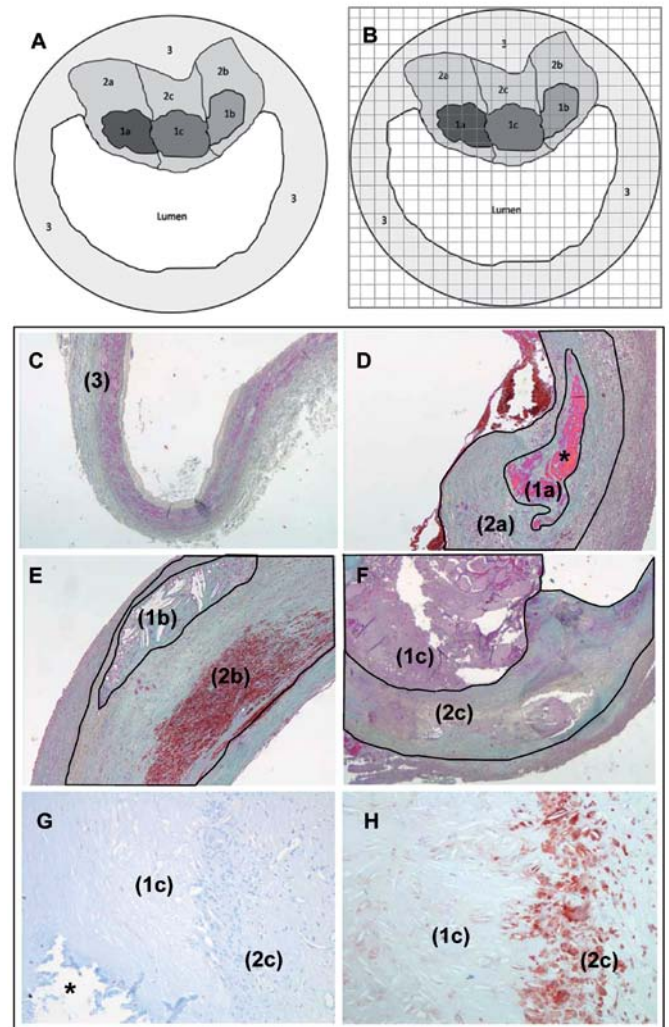 A
3
2a
2b
2c
1b
1a
1c
Lumen
3
3
B
3
2a
2b
2c
1b
1a
1c
Lumen
3
3
C
(3)
D
*
(1a)
(2a)
E
(1b)
(2b)
F
(1c)
(2c)
G
(1c)
(2c)
*
H
(1c)
(2c)